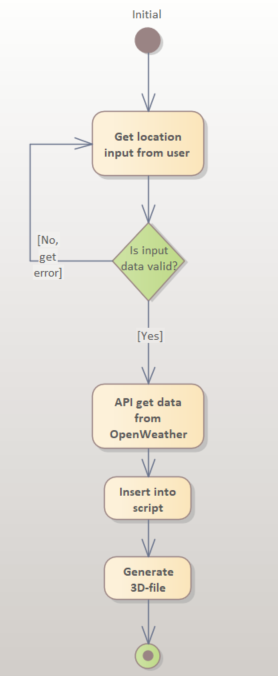 Initial
Get location
input from user
Is input
data valid?
[No,
get
error]
[Yes]
API get data
from
OpenWeather
Insert into
script
Generate
3D-file